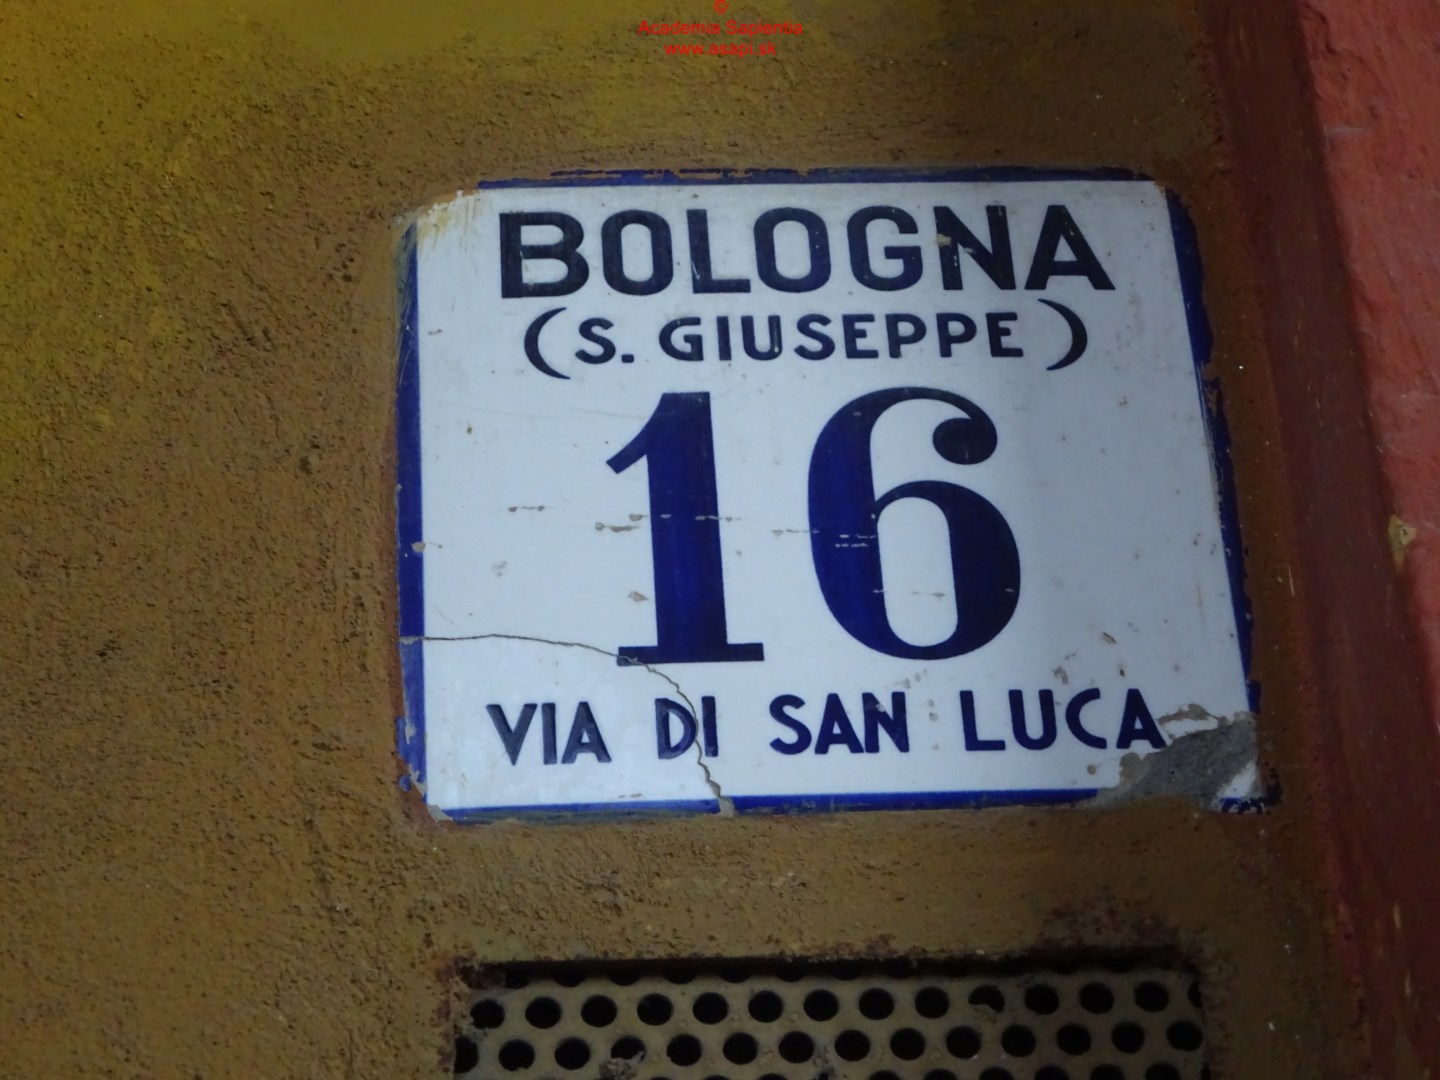 ©
Academia Sapientia
www.asapi.sk
BOLOGNA
(S. GIUSEPPE)
16
VIA DI SAN LUCA